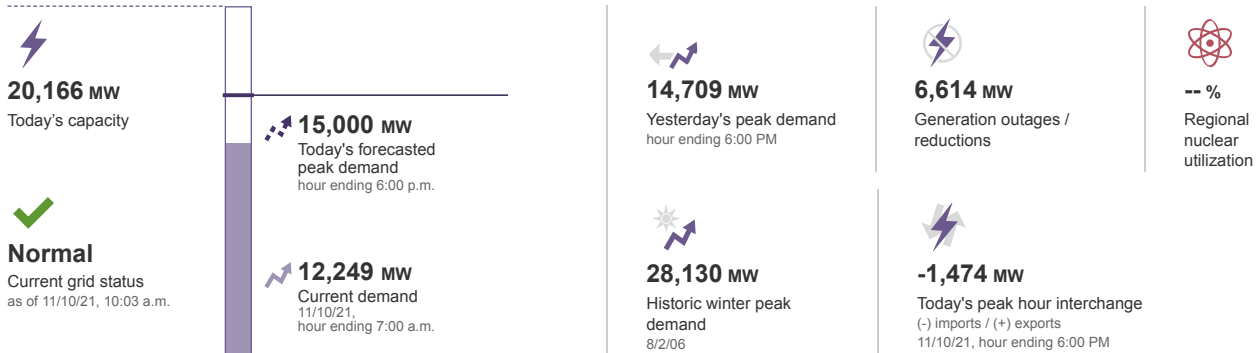 20,166 MW
Today's capacity
Normal
Current grid status
as of 11/10/21, 10:03 a.m.
15,000 MW
Today's forecasted
peak demand
hour ending 6:00 p.m.
12,249 MW
Current demand
11/10/21,
hour ending 7:00 a.m.
14,709 MW
Yesterday's peak demand
hour ending 6:00 PM
6,614 MW
Generation outages /
reductions
-- %
Regional
nuclear
utilization
28,130 MW
Historic winter peak
demand
8/2/06
-1,474 MW
Today's peak hour interchange
(-) imports / (+) exports
11/10/21, hour ending 6:00 PM